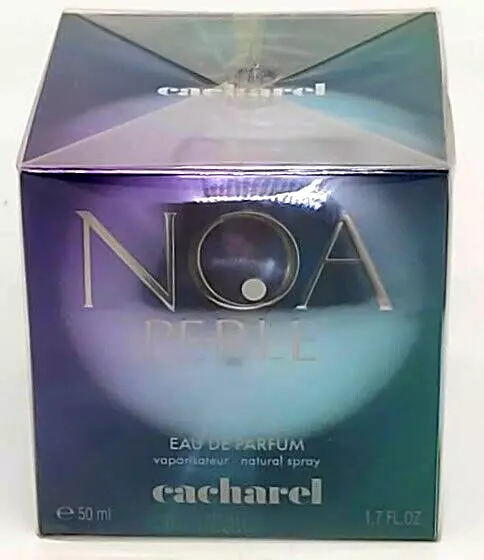 cacharel
NOA
PERLE
EAU DE PARFUM
vaporisateur - natural spray
cacharel
e 50 ml 1.7 FL.OZ